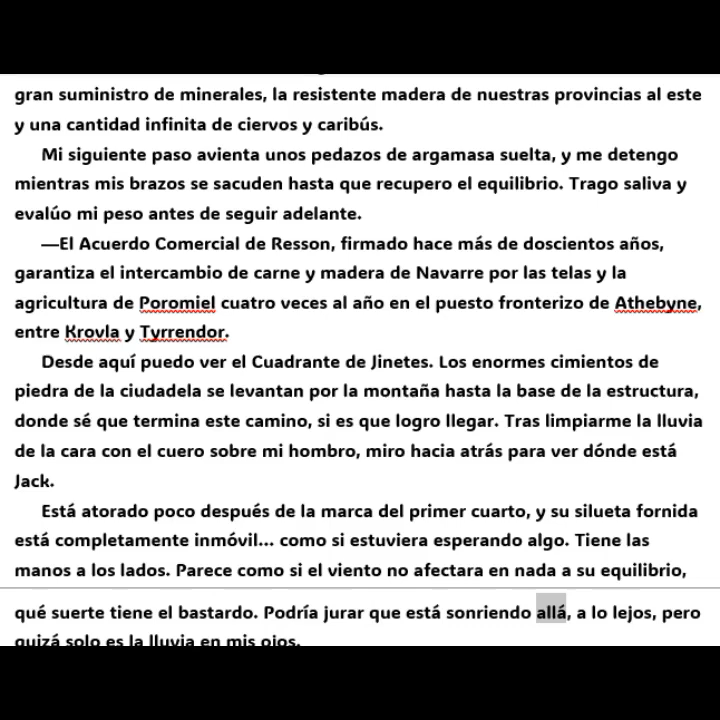 gran suministro de minerales, la resistente madera de nuestras provincias al este
y una cantidad infinita de ciervos y caribús.
Mi siguiente paso avienta unos pedazos de argamasa suelta, y me detengo
mientras mis brazos se sacuden hasta que recupero el equilibrio. Trago saliva y
evalúo mi peso antes de seguir adelante.
—El Acuerdo Comercial de Resson, firmado hace más de doscientos años,
garantiza el intercambio de carne y madera de Navarre por las telas y la
agricultura de Poromiel cuatro veces al año en el puesto fronterizo de Athebyne,
entre Krovla y Tyrrendor.
Desde aquí puedo ver el Cuadrante de Jinetes. Los enormes cimientos de
piedra de la ciudadela se levantan por la montaña hasta la base de la estructura,
donde sé que termina este camino, si es que logro llegar. Tras limpiarme la lluvia
de la cara con el cuero sobre mi hombro, miro hacia atrás para ver dónde está
Jack.
Está atorado poco después de la marca del primer cuarto, y su silueta fornida
está completamente inmóvil... como si estuviera esperando algo. Tiene las
manos a los lados. Parece como si el viento no afectara en nada a su equilibrio,
qué suerte tiene el bastardo. Podría jurar que está sonriendo allá, a lo lejos, pero
quizá solo es la lluvia en mis ojos.